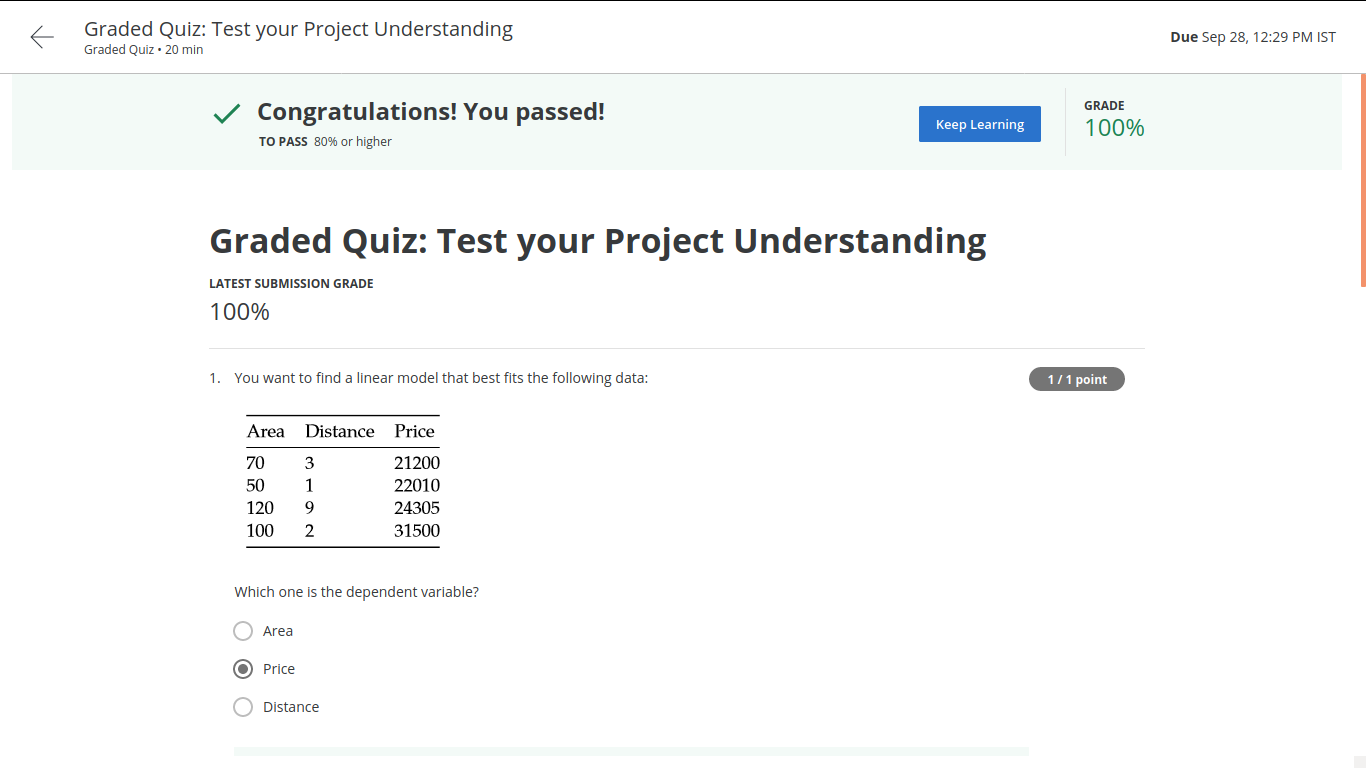 Graded Quiz: Test your Project Understanding
Graded Quiz • 20 min
Due Sep 28, 12:29 PM IST
Congratulations! You passed!
TO PASS 80% or higher
Keep Learning
GRADE
100%
Graded Quiz: Test your Project Understanding
LATEST SUBMISSION GRADE
100%
1. You want to find a linear model that best fits the following data:
1 / 1 point
Area Distance Price
70 3 21200
50 1 22010
120 9 24305
100 2 31500
Which one is the dependent variable?
Area
Price
Distance